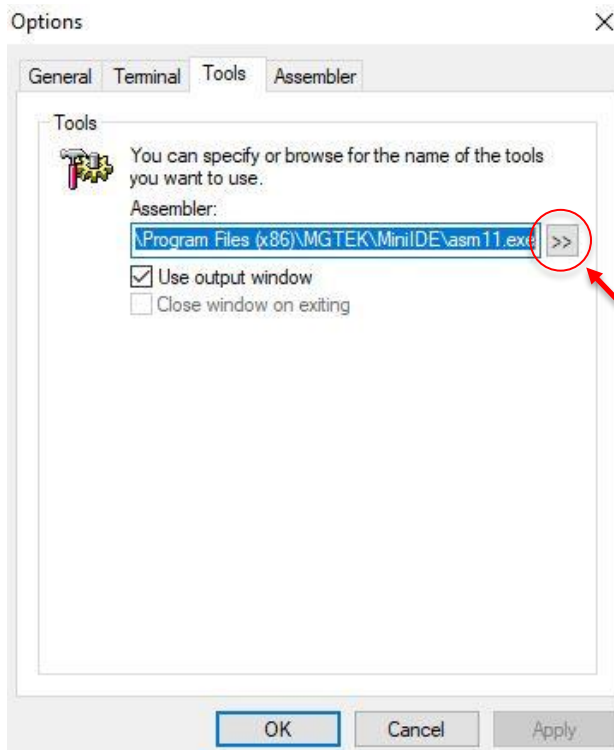 Options
General Terminal Tools Assembler
Tools
You can specify or browse for the name of the tools
you want to use.
Assembler:
\Program Files (x86)\MGTEK\MiniIDE\asm11.exe >>
Use output window
Close window on exiting
OK Cancel Apply